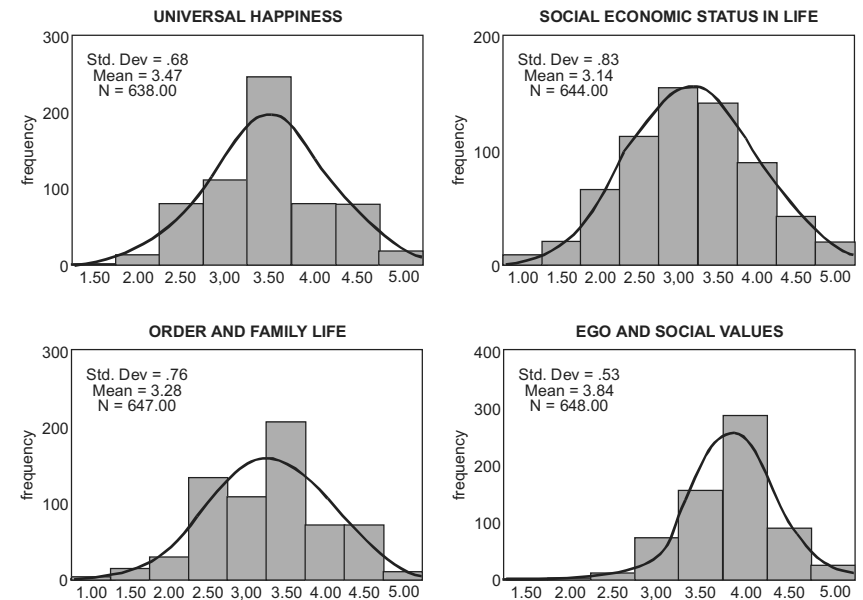 UNIVERSAL HAPPINESS
300
200
100
0
frequency
Std. Dev = .68
Mean = 3.47
N = 638.00
1.50 2.00 2.50 3,00 3.50 4.00 4.50 5.00
SOCIAL ECONOMIC STATUS IN LIFE
200
100
0
frequency
Std. Dev = .83
Mean = 3.14
N = 644.00
1.00 1.50 2.00 2.50 3,00 3.50 4.00 4.50 5.00
ORDER AND FAMILY LIFE
300
200
100
0
frequency
Std. Dev = .76
Mean = 3.28
N = 647.00
1.00 1.50 2.00 2.50 3,00 3.50 4.00 4.50 5.00
EGO AND SOCIAL VALUES
400
300
200
100
0
frequency
Std. Dev = .53
Mean = 3.84
N = 648.00
1.50 2.00 2.50 3,00 3.50 4.00 4.50 5.00